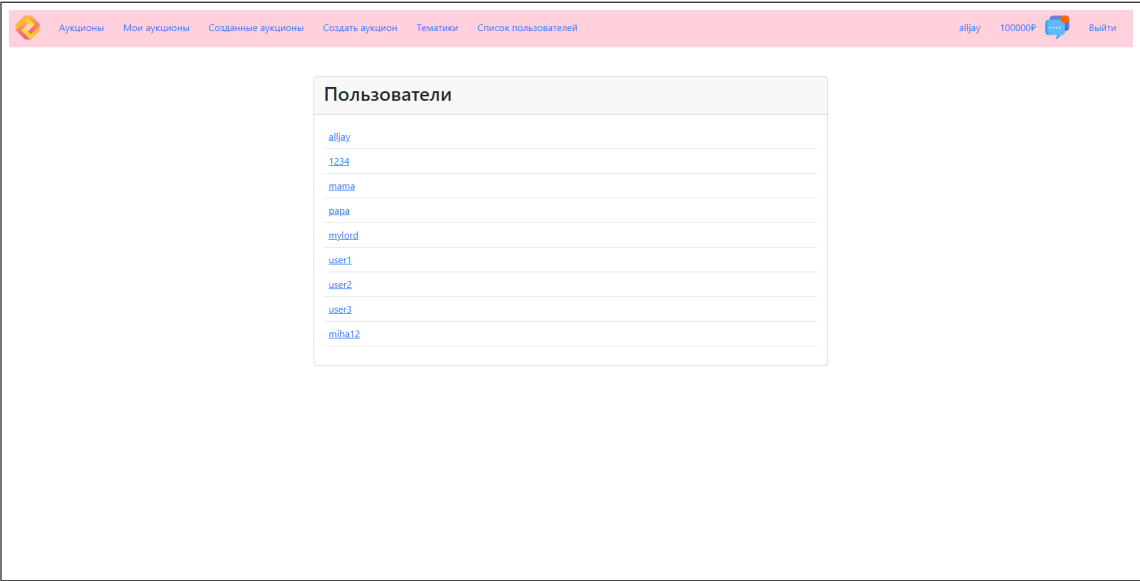 Аукционы Мои аукционы Созданные аукционы Создать аукцион Тематики Список пользователей alljay 100000₽ Выйти
Пользователи
alljay
1234
mama
papa
mylord
user1
user2
user3
miha12